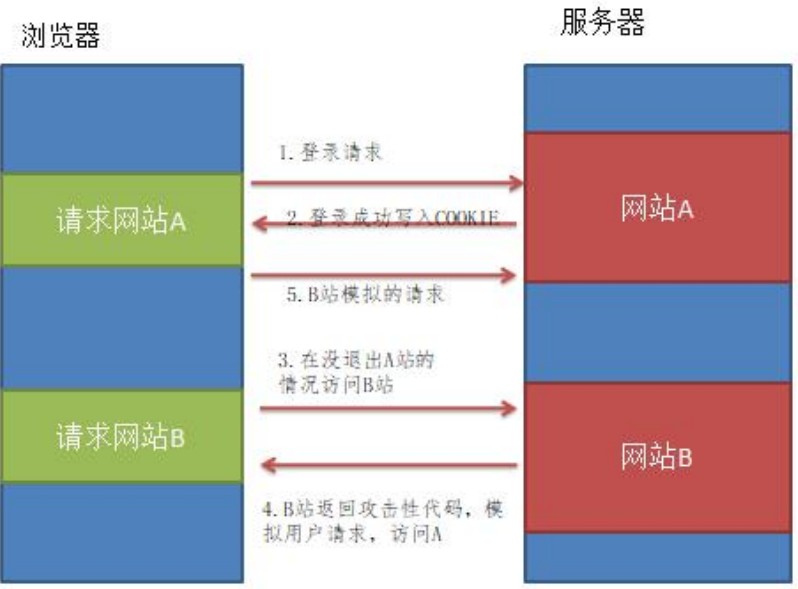 浏览器
服务器
1.登录请求
请求网站A
2.登录成功写入COOKIE
网站A
5.B站模拟的请求
3.在没退出A站的
情况访问B站
请求网站B
网站B
4.B站返回攻击性代码，模
拟用户请求，访问A